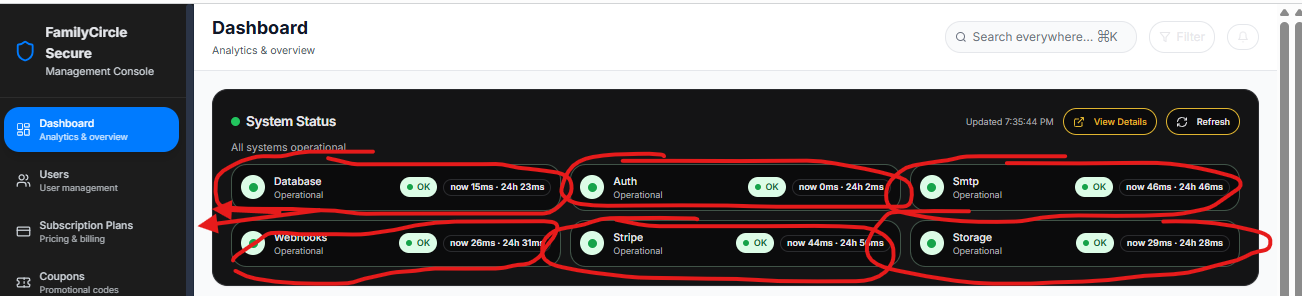 FamilyCircle
Secure
Management Console
Dashboard
Analytics & overview
Users
User management
Subscription Plans
Pricing & billing
Coupons
Promotional codes
Dashboard
Analytics & overview
Search everywhere... ⌘K
Filter
System Status
Updated 7:35:44 PM
View Details
Refresh
All systems operational
Database
Operational
OK
now 15ms · 24h 23ms
Auth
Operational
OK
now 0ms · 24h 2ms
Smtp
Operational
OK
now 46ms · 24h 46ms
Webhooks
Operational
OK
now 26ms · 24h 31ms
Stripe
Operational
OK
now 44ms · 24h
Storage
Operational
OK
now 29ms · 24h 28ms